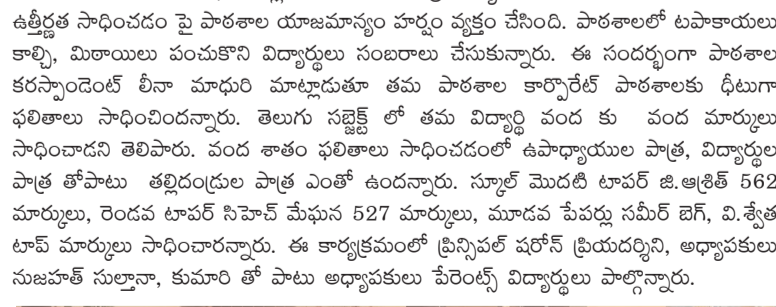 ఉత్తీర్ణత సాధించడం పై పాఠశాల యాజమాన్యం హర్షం వ్యక్తం చేసింది. పాఠశాలలో టపాకాయలు
కాల్చి, మిఠాయిలు పంచుకొని విద్యార్థులు సంబరాలు చేసుకున్నారు. ఈ సందర్భంగా పాఠశాల
కరస్పాండెంట్ లీనా మాధురి మాట్లాడుతూ తమ పాఠశాల కార్పొరేట్ పాఠశాలకు ధీటుగా
ఫలితాలు సాధించిందన్నారు. తెలుగు సబ్జెక్ట్ లో తమ విద్యార్థి వంద కు వంద మార్కులు
సాధించాడని తెలిపారు. వంద శాతం ఫలితాలు సాధించడంలో ఉపాధ్యాయుల పాత్ర, విద్యార్థుల
పాత్ర తోపాటు తల్లిదండ్రుల పాత్ర ఎంతో ఉందన్నారు. స్కూల్ మొదటి టాపర్ జి.ఆశ్రిత్ 562
మార్కులు, రెండవ టాపర్ సిహెచ్ మేఘన 527 మార్కులు, మూడవ పేపర్లు సమీర్ బెగ్, వి.శ్వేత
టాప్ మార్కులు సాధించారన్నారు. ఈ కార్యక్రమంలో ప్రిన్సిపల్ షరోన్ ప్రియదర్శిని, అధ్యాపకులు
నుజహత్ సుల్తానా, కుమారి తో పాటు అధ్యాపకులు పేరెంట్స్ విద్యార్థులు పాల్గొన్నారు.